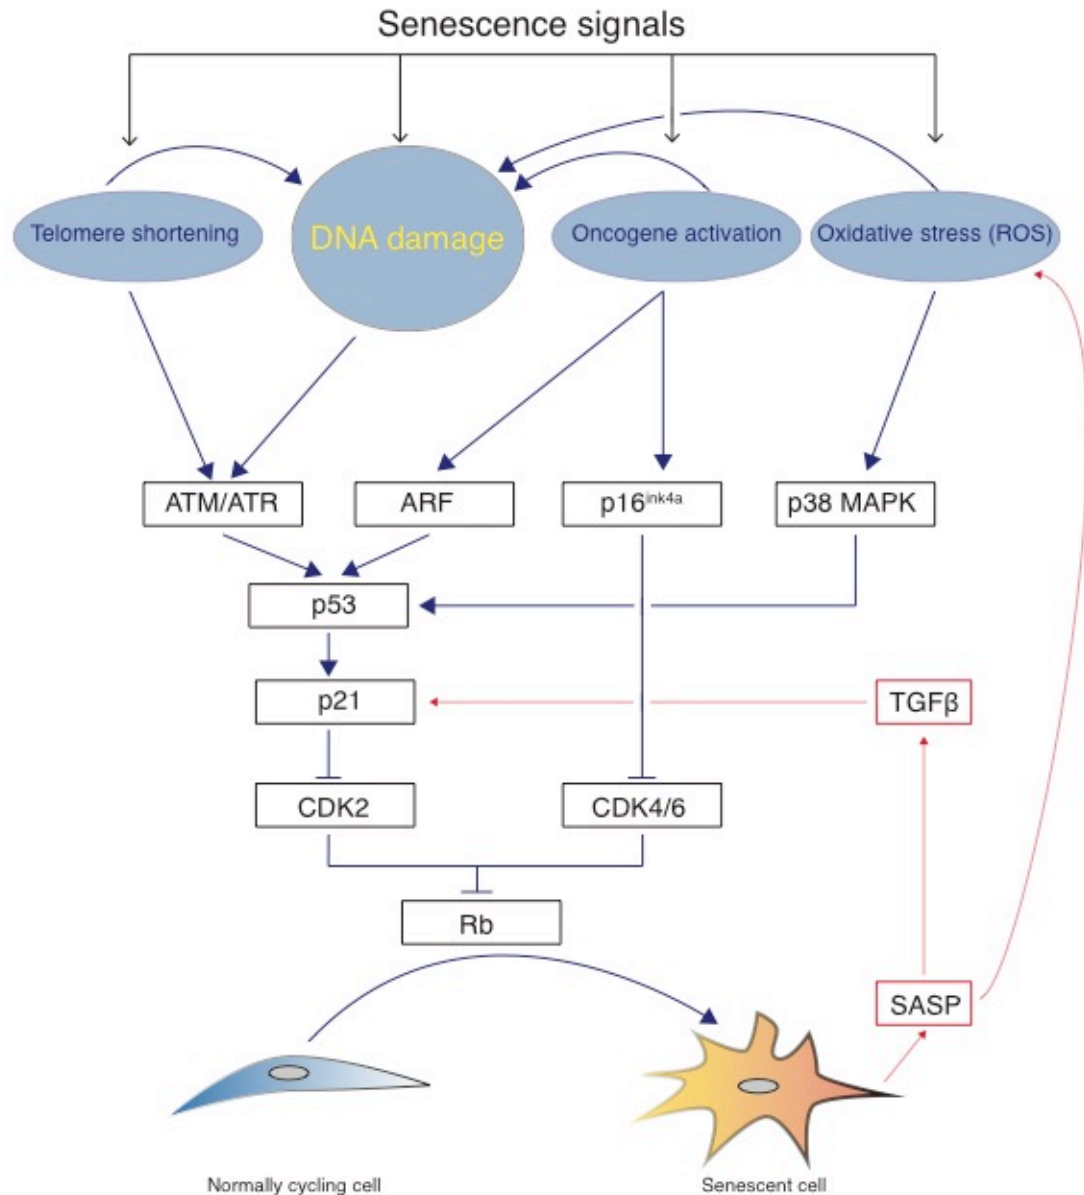 Senescence signals
Telomere shortening
DNA damage
Oncogene activation
Oxidative stress (ROS)
ATM/ATR
ARF
p16ink4a
p38 MAPK
p53
p21
TGFβ
CDK2
CDK4/6
Rb
SASP
Normally cycling cell
Senescent cell